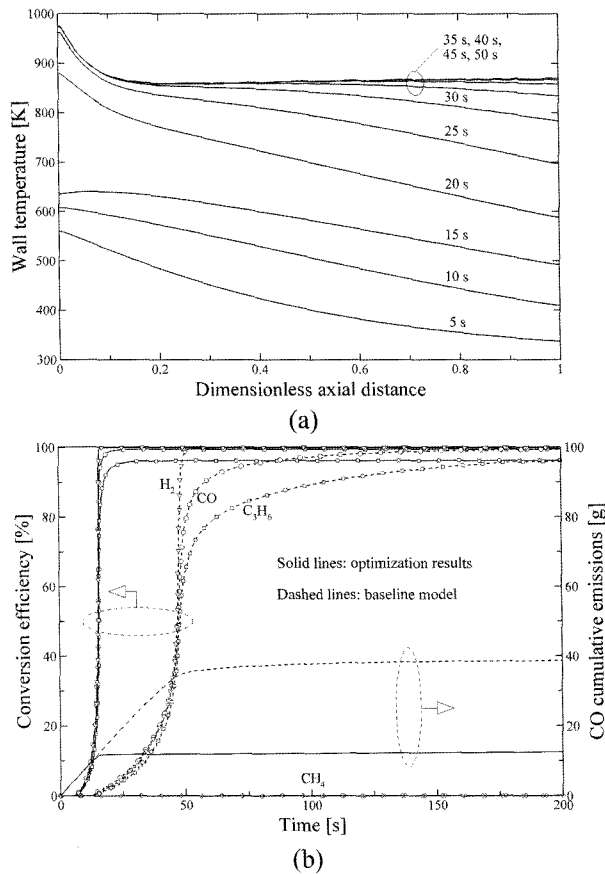 1000
900
800
700
600
500
400
300
Wall temperature [K]
35 s, 40 s,
45 s, 50 s
30 s
25 s
20 s
15 s
10 s
5 s
0
0.2
0.4
0.6
0.8
1
Dimensionless axial distance
(a)
100
80
60
40
20
0
Conversion efficiency [%]
H2
CO
C3H6
Solid lines: optimization results
Dashed lines: baseline model
CH4
100
80
60
40
20
0
CO cumulative emissions [g]
0
50
100
150
200
Time [s]
(b)